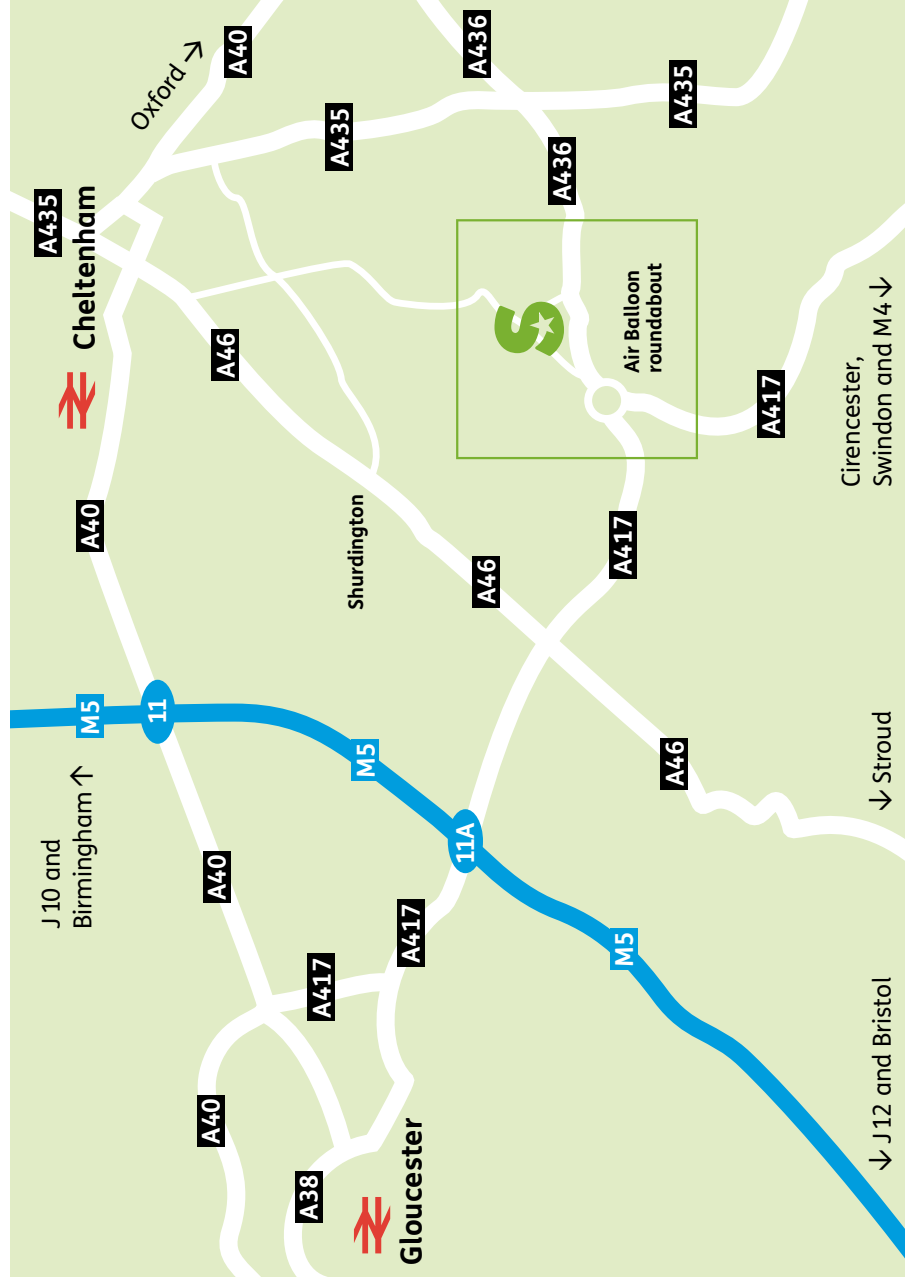 A435
J10 and
Birmingham ↑
Cheltenham
M5
A40
Oxford →
11
A40
A40
A46
A40
A38
A417
A435
Shurdington
M5
Gloucester
A417
11A
A436
A46
S
A436
M5
A417
Air Balloon
roundabout
A46
A435
A417
Cirencester,
Swindon and M4 ↓
↓ J12 and Bristol
↓ Stroud